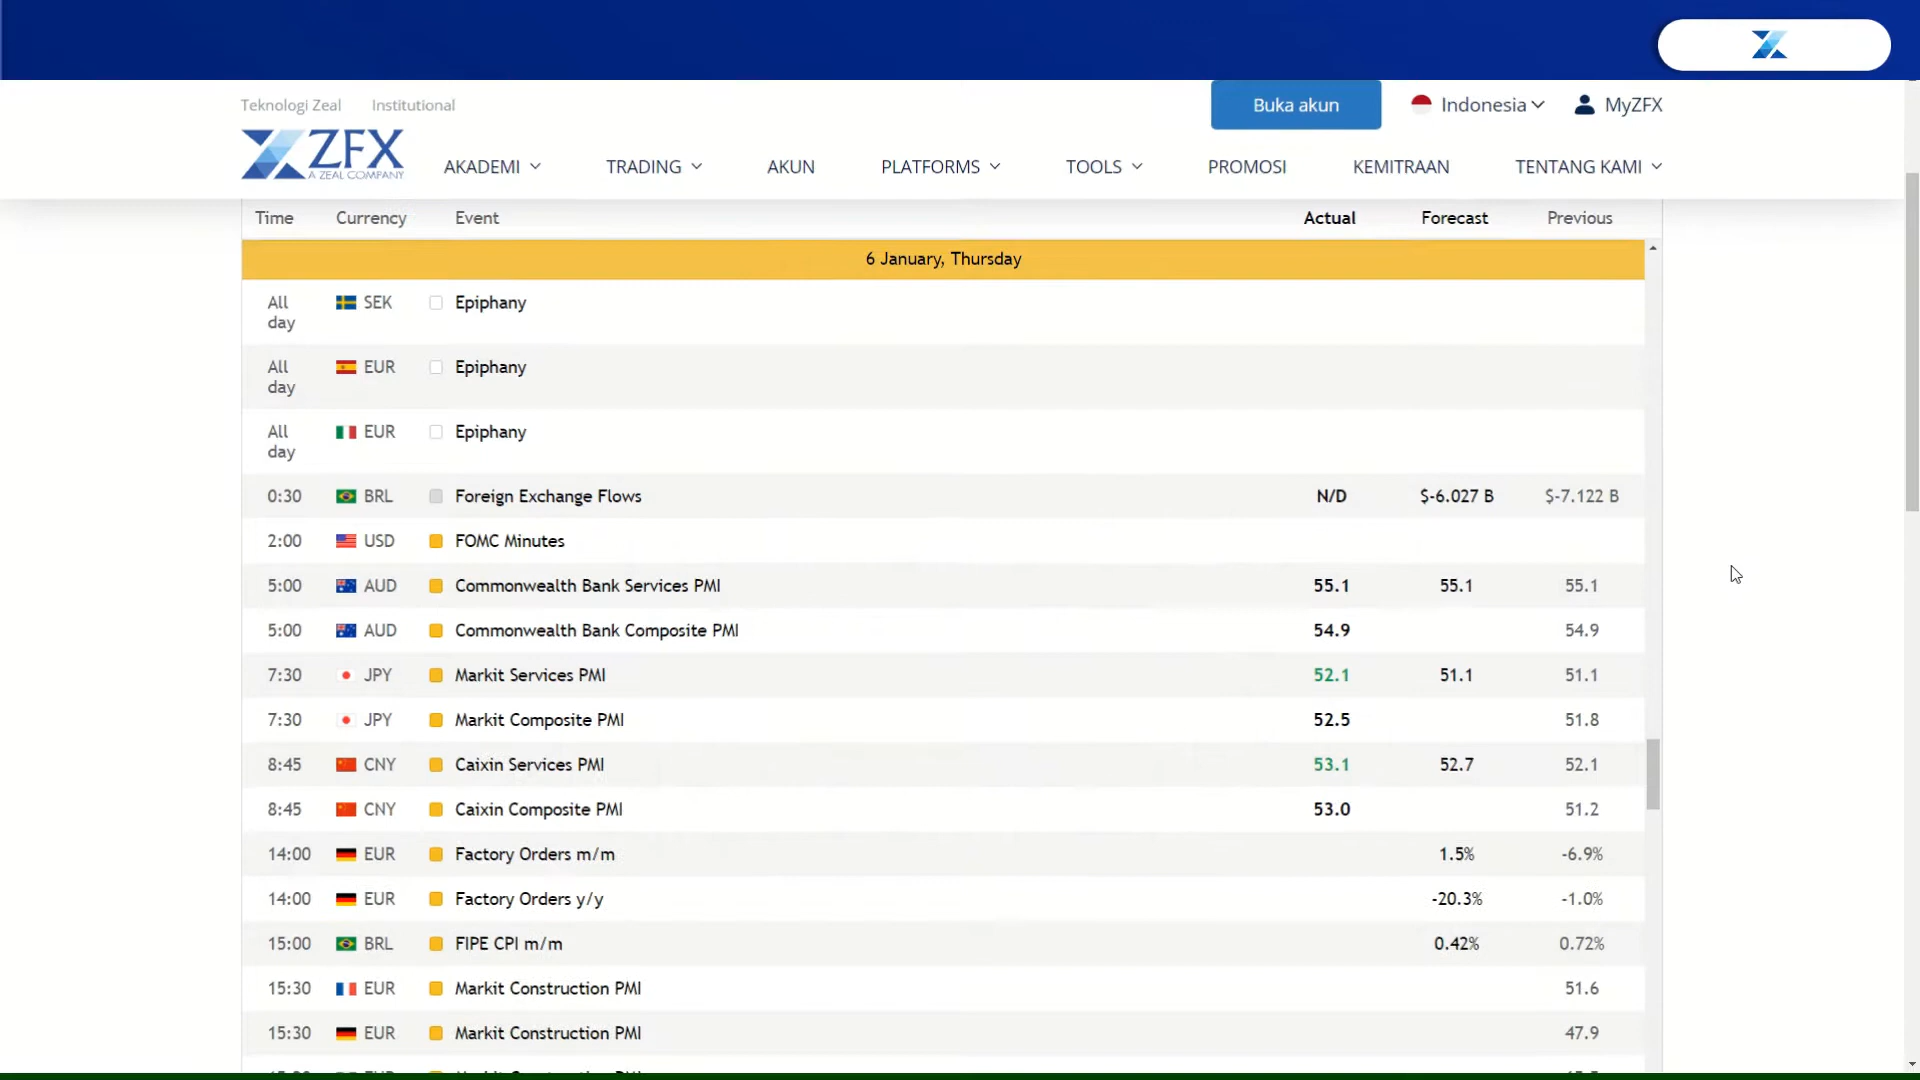 Teknologi Zeal Institutional
Buka akun Indonesia MyZFX
ZFX
A ZEAL COMPANY
AKADEMI TRADING AKUN PLATFORMS TOOLS PROMOSI KEMITRAAN TENTANG KAMI
Time Currency Event Actual Forecast Previous
6 January, Thursday
All day SEK Epiphany
All day EUR Epiphany
All day EUR Epiphany
0:30 BRL Foreign Exchange Flows N/D $-6.027 B $-7.122 B
2:00 USD FOMC Minutes
5:00 AUD Commonwealth Bank Services PMI 55.1 55.1 55.1
5:00 AUD Commonwealth Bank Composite PMI 54.9 54.9
7:30 JPY Markit Services PMI 52.1 51.1 51.1
7:30 JPY Markit Composite PMI 52.5 51.8
8:45 CNY Caixin Services PMI 53.1 52.7 52.1
8:45 CNY Caixin Composite PMI 53.0 51.2
14:00 EUR Factory Orders m/m 1.5% -6.9%
14:00 EUR Factory Orders y/y -20.3% -1.0%
15:00 BRL FIPE CPI m/m 0.42% 0.72%
15:30 EUR Markit Construction PMI 51.6
15:30 EUR Markit Construction PMI 47.9